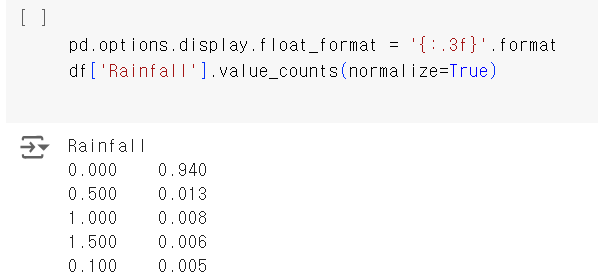 [ ]
pd.options.display.float_format = '{:.3f}'.format
df['Rainfall'].value_counts(normalize=True)
Rainfall
0.000 0.940
0.500 0.013
1.000 0.008
1.500 0.006
0.100 0.005